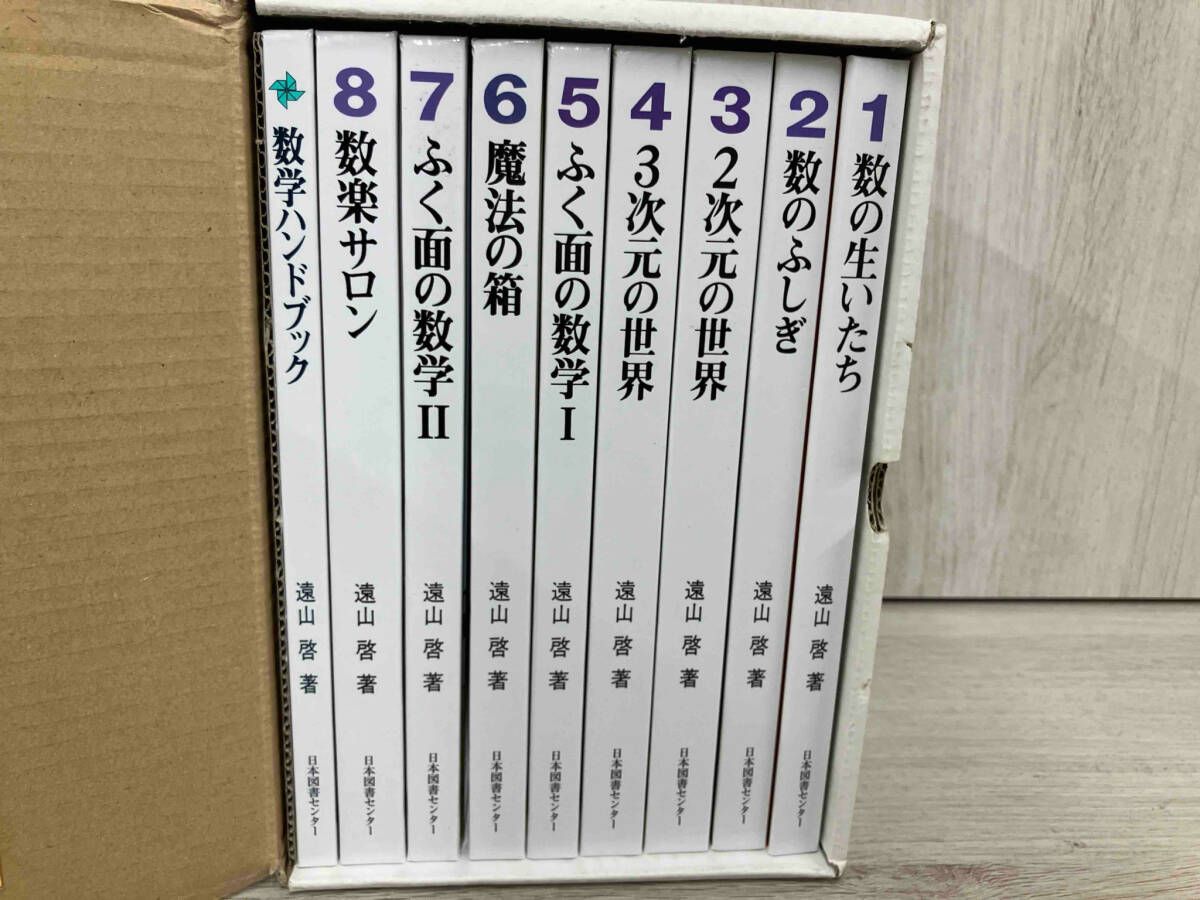 1
数の生いたち
遠山 啓 著
日本図書センター
2
数のふしぎ
遠山 啓 著
日本図書センター
3
2次元の世界
遠山 啓 著
日本図書センター
4
3次元の世界
遠山 啓 著
日本図書センター
5
ふく面の数学I
遠山 啓 著
日本図書センター
6
魔法の箱
遠山 啓 著
日本図書センター
7
ふく面の数学II
遠山 啓 著
日本図書センター
8
数楽サロン
遠山 啓 著
日本図書センター
数学ハンドブック
遠山 啓 著
日本図書センター